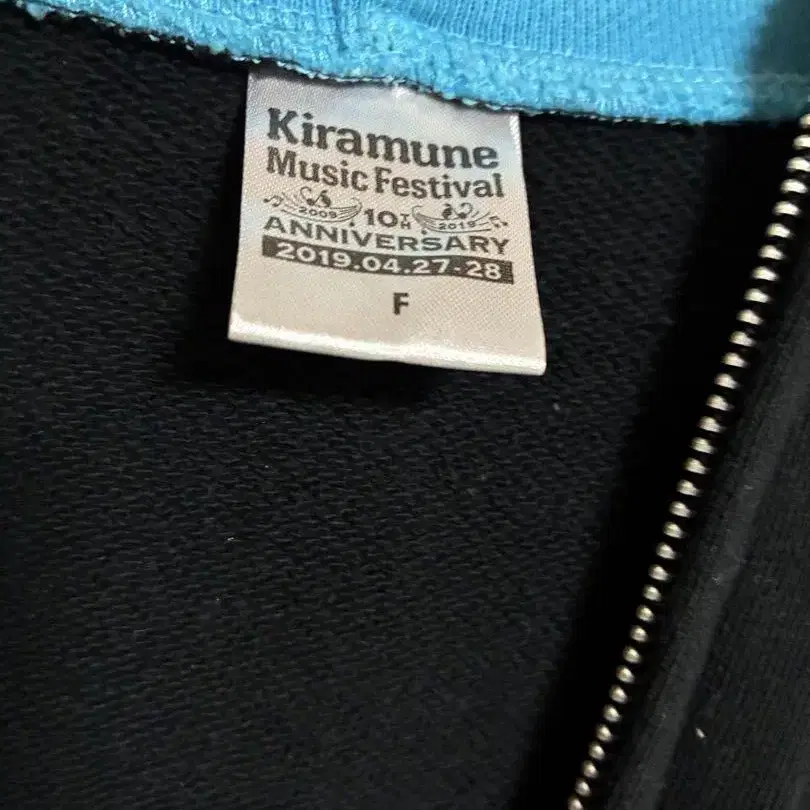 Kiramune
Music Festival
2009 10TH 2019
ANNIVERSARY
2019.04.27-28
F